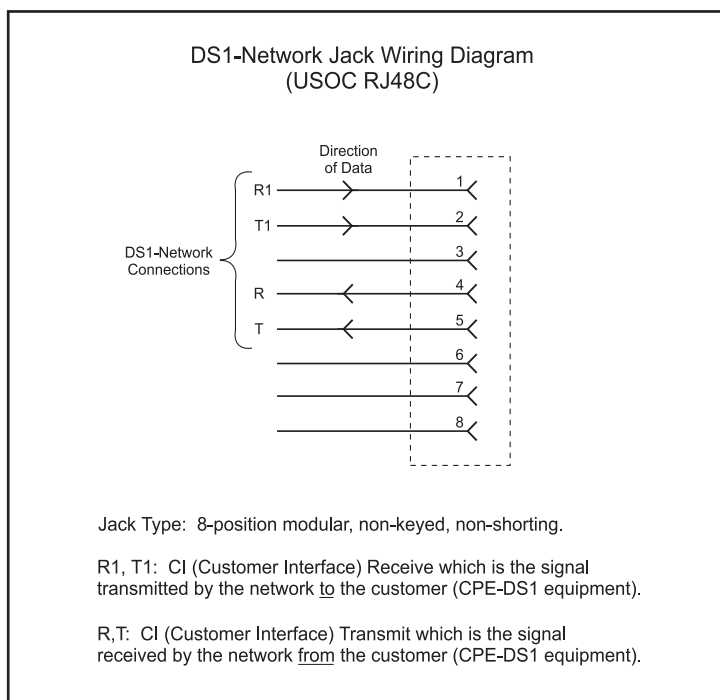 DS1-Network Jack Wiring Diagram
(USOC RJ48C)
Direction
of Data
R1
1
T1
2
3
DS1-Network
Connections
R
4
T
5
6
7
8
Jack Type: 8-position modular, non-keyed, non-shorting.
R1, T1: CI (Customer Interface) Receive which is the signal
transmitted by the network to the customer (CPE-DS1 equipment).
R,T: CI (Customer Interface) Transmit which is the signal
received by the network from the customer (CPE-DS1 equipment).